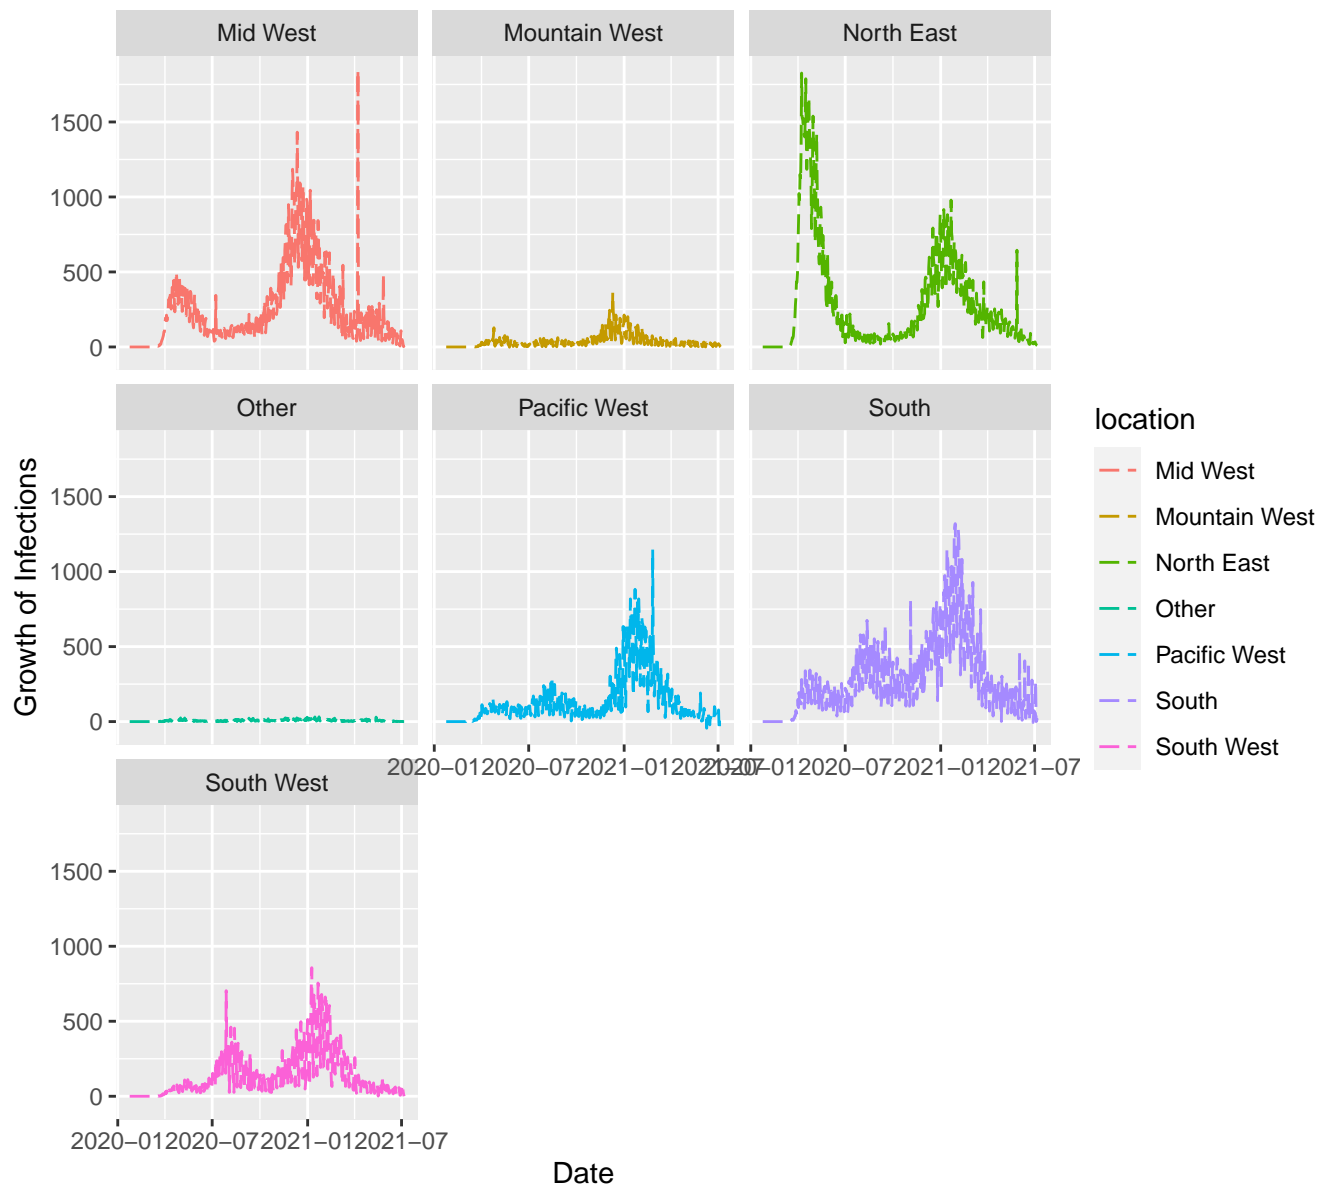 Mid West
Mountain West
North East
1500
1000
500
0
Other
Pacific West
South
1500
1000
500
0
2020−01
2020−07
2021−01
2021−07
2020−01
2020−07
2021−01
2021−07
South West
1500
1000
500
0
2020−01
2020−07
2021−01
2021−07
Growth of Infections
Date
location
Mid West
Mountain West
North East
Other
Pacific West
South
South West